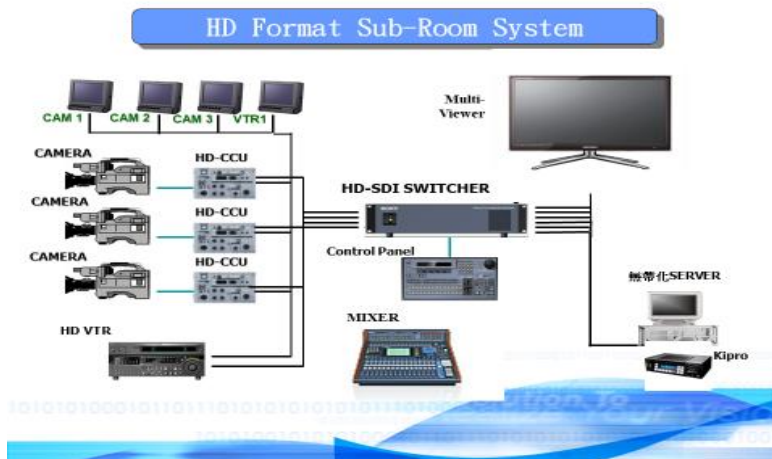 HD Format Sub-Room System
CAM 1 CAM 2 CAM 3 VTR1
Multi-
Viewer
CAMERA
HD-CCU
CAMERA
HD-CCU
CAMERA
HD-CCU
HD-SDI SWITCHER
Control Panel
無帶化SERVER
HD VTR
MIXER
Kipro